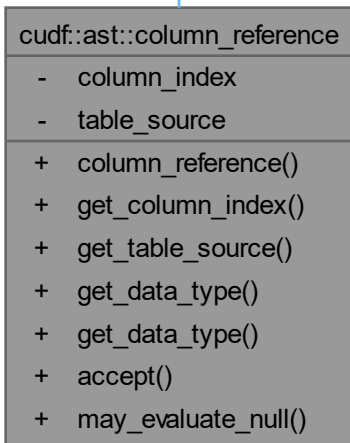 cudf::ast::column_reference
- column_index
- table_source
+ column_reference()
+ get_column_index()
+ get_table_source()
+ get_data_type()
+ get_data_type()
+ accept()
+ may_evaluate_null()